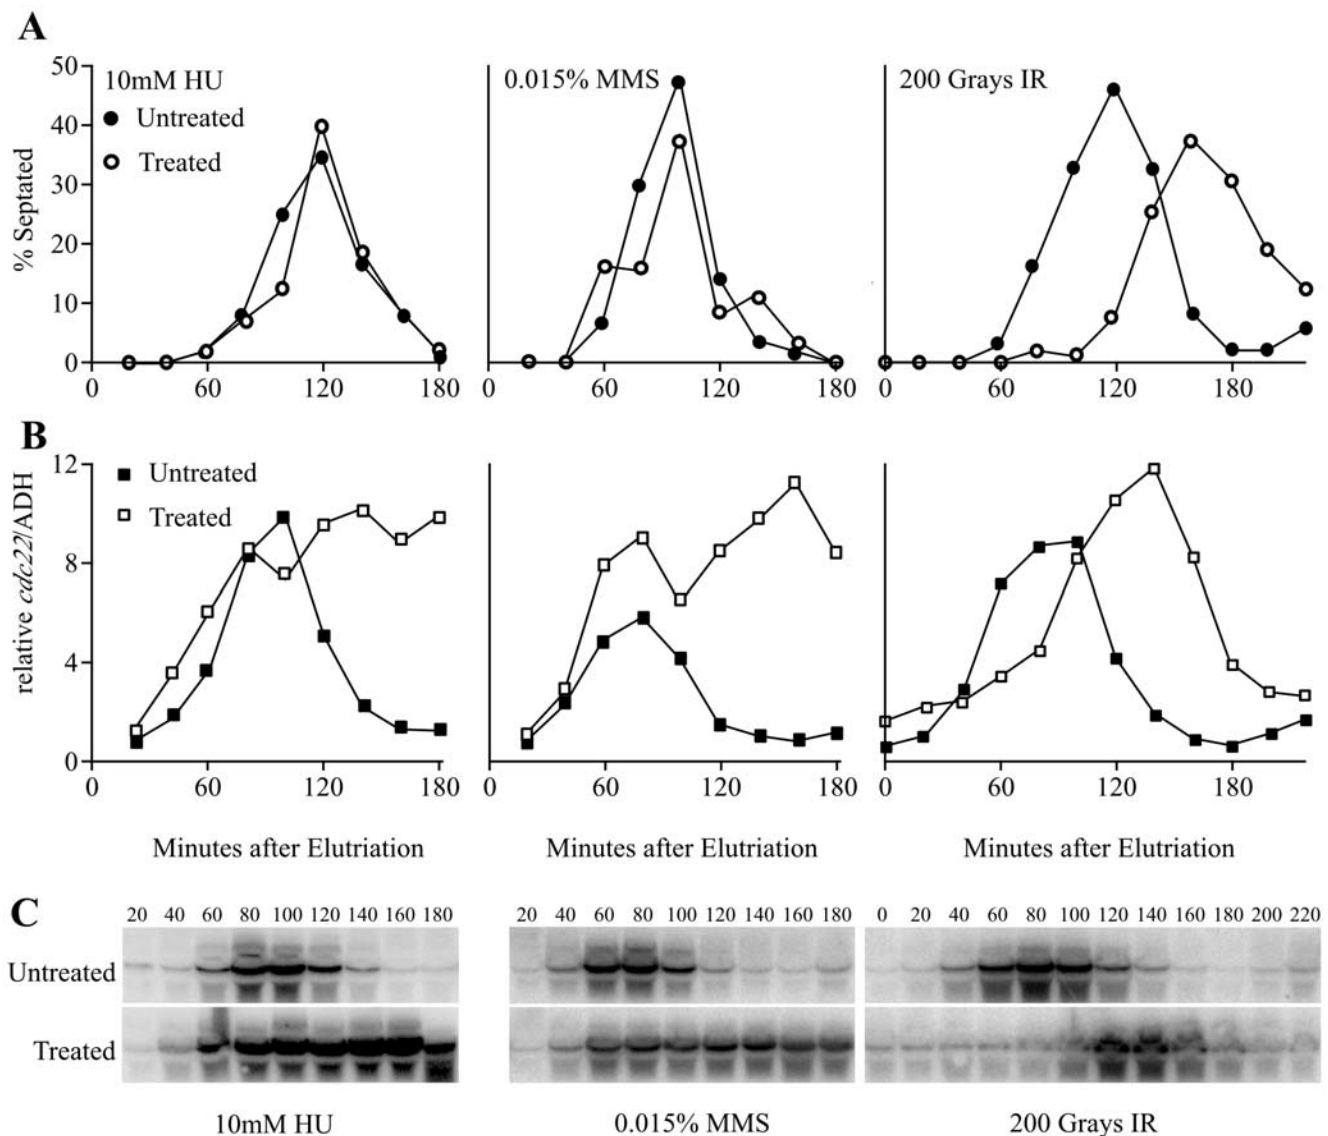 A
50
40
30
20
10
0
% Septated
10mM HU
Untreated
Treated
0.015% MMS
200 Grays IR
0 60 120 180 0 60 120 180 0 60 120 180
B
12
8
4
0
relative cdc22/ADH
Untreated
Treated
0 60 120 180 0 60 120 180 0 60 120 180
Minutes after Elutriation Minutes after Elutriation Minutes after Elutriation
C
20 40 60 80 100 120 140 160 180 20 40 60 80 100 120 140 160 180 0 20 40 60 80 100 120 140 160 180 200 220
Untreated
Treated
10mM HU 0.015% MMS 200 Grays IR